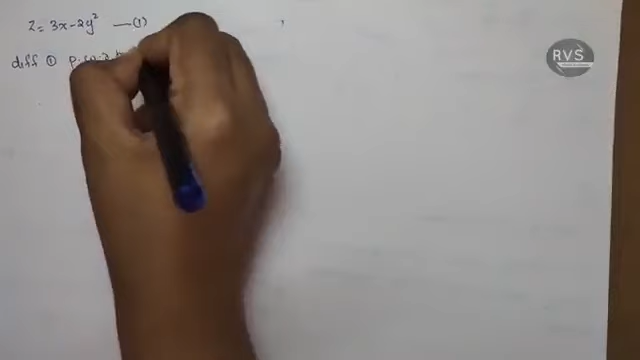 Z = 3x - 2y² —(1)
diff ① p.w.r.t
RVS